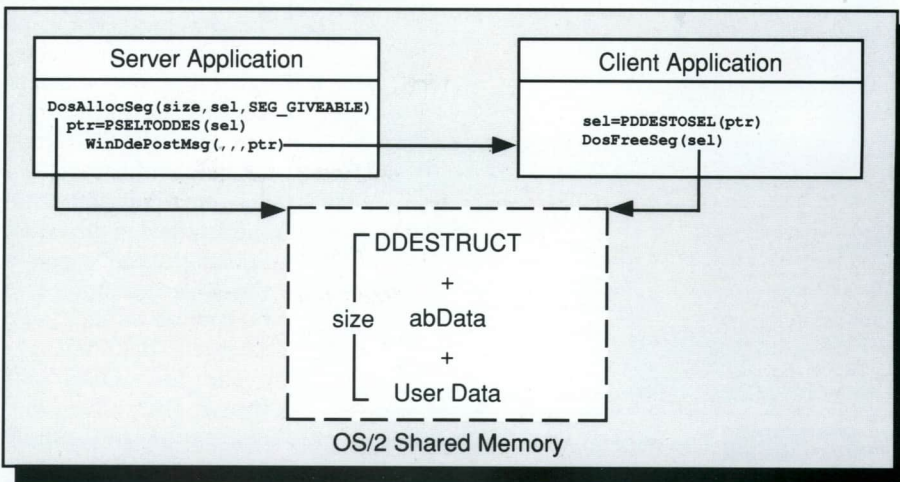 Server Application
DosAllocSeg(size,sel,SEG_GIVEABLE)
ptr=PSELTODDES(sel)
WinDdePostMsg(,,,ptr)
Client Application
sel=PDDESTOSEL(ptr)
DosFreeSeg(sel)
DDESTRUCT
+
size abData
+
User Data
OS/2 Shared Memory